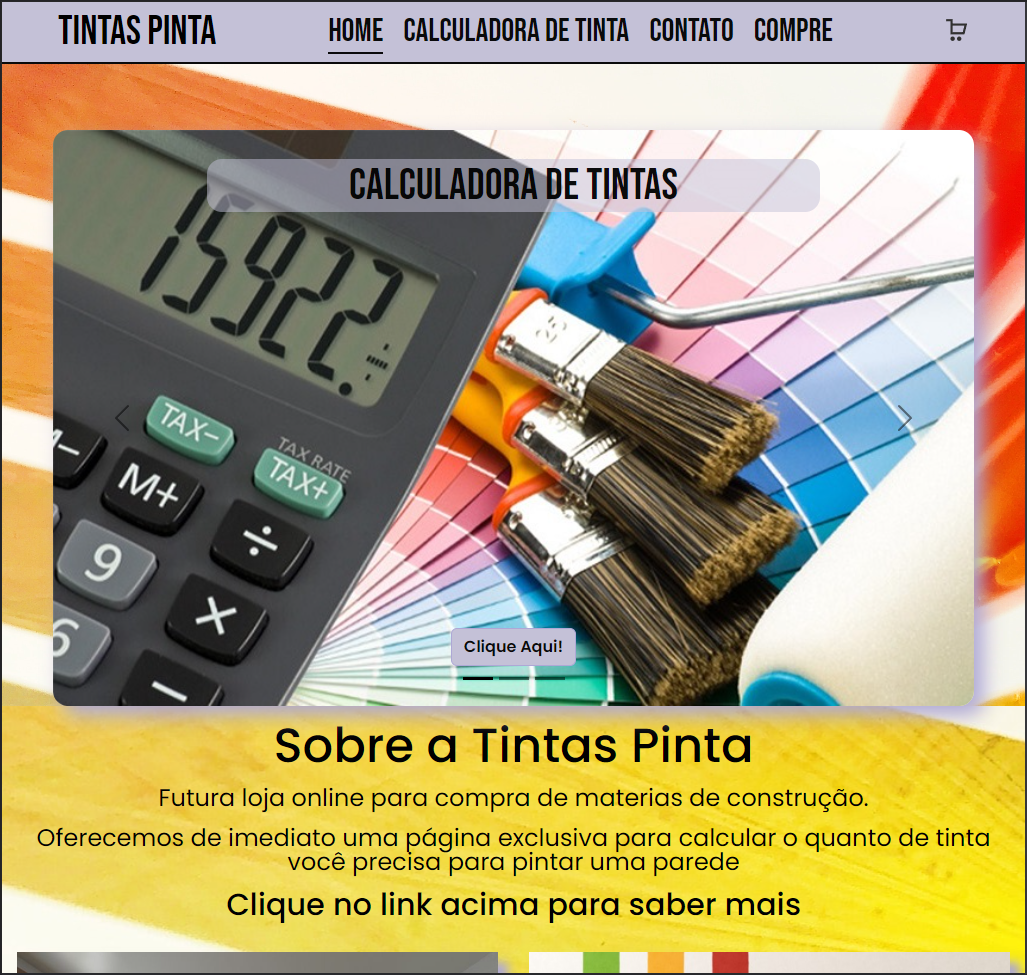 TINTAS PINTA
HOME CALCULADORA DE TINTA CONTATO COMPRE
CALCULADORA DE TINTAS
15922.
TAX−
TAX RATE
TAX+
M−
M+
÷
9
×
6
−
Clique Aqui!
Sobre a Tintas Pinta
Futura loja online para compra de materias de construção.
Oferecemos de imediato uma página exclusiva para calcular o quanto de tinta
você precisa para pintar uma parede
Clique no link acima para saber mais